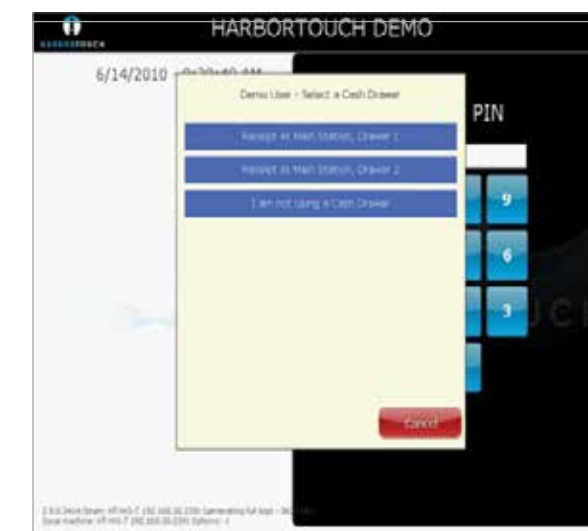 HARBORTOUCH DEMO
6/14/2010
Demo User - Select a Cash Drawer
PIN
Receipt At Main Station, Drawer 1
Receipt At Main Station, Drawer 2
I am not using a Cash Drawer
9
6
3
Cancel